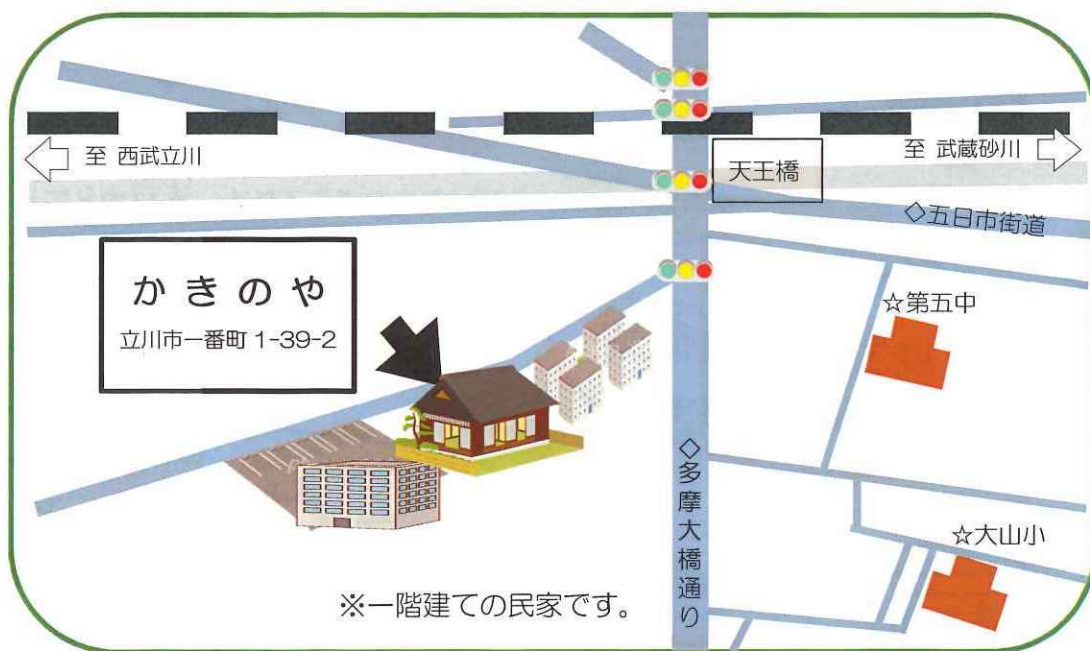 至 西武立川
至 武蔵砂川
天王橋
◇五日市街道
かきのや
立川市一番町 1-39-2
☆第五中
◇多摩大橋通り
☆大山小
※一階建ての民家です。